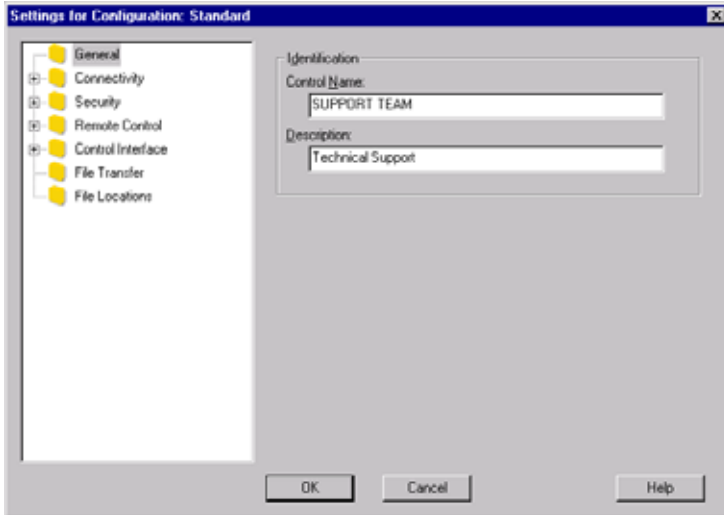 Settings for Configuration: Standard
General
Connectivity
Security
Remote Control
Control Interface
File Transfer
File Locations
Identification
Control Name:
SUPPORT TEAM
Description:
Technical Support
OK
Cancel
Help